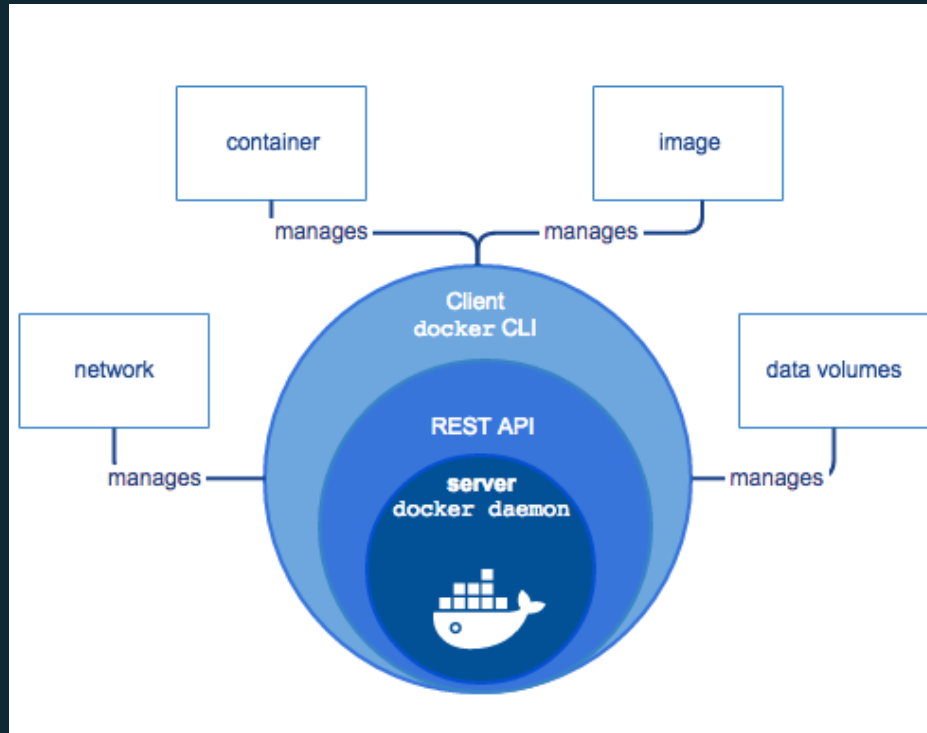 container
image
manages
manages
Client
docker CLI
network
data volumes
REST API
manages
manages
server
docker daemon